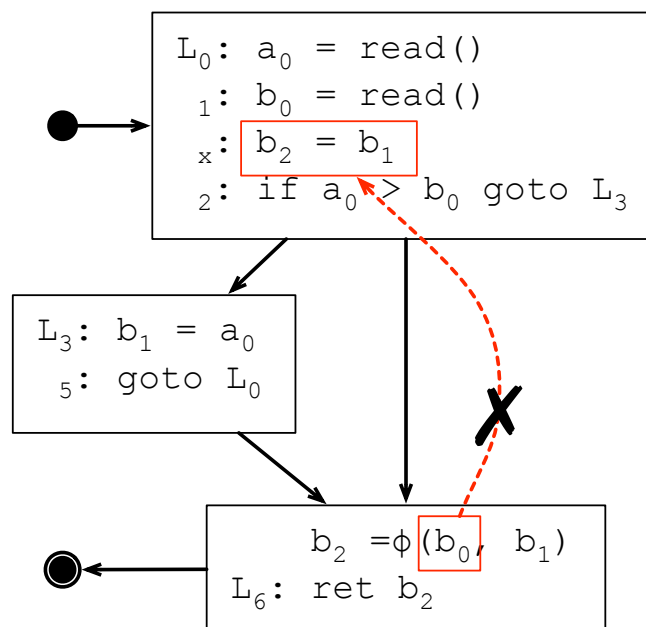 L₀: a₀ = read()
₁: b₀ = read()
ₓ: b₂ = b₁
₂: if a₀ > b₀ goto L₃
L₃: b₁ = a₀
₅: goto L₀
b₂ =ϕ(b₀, b₁)
L₆: ret b₂